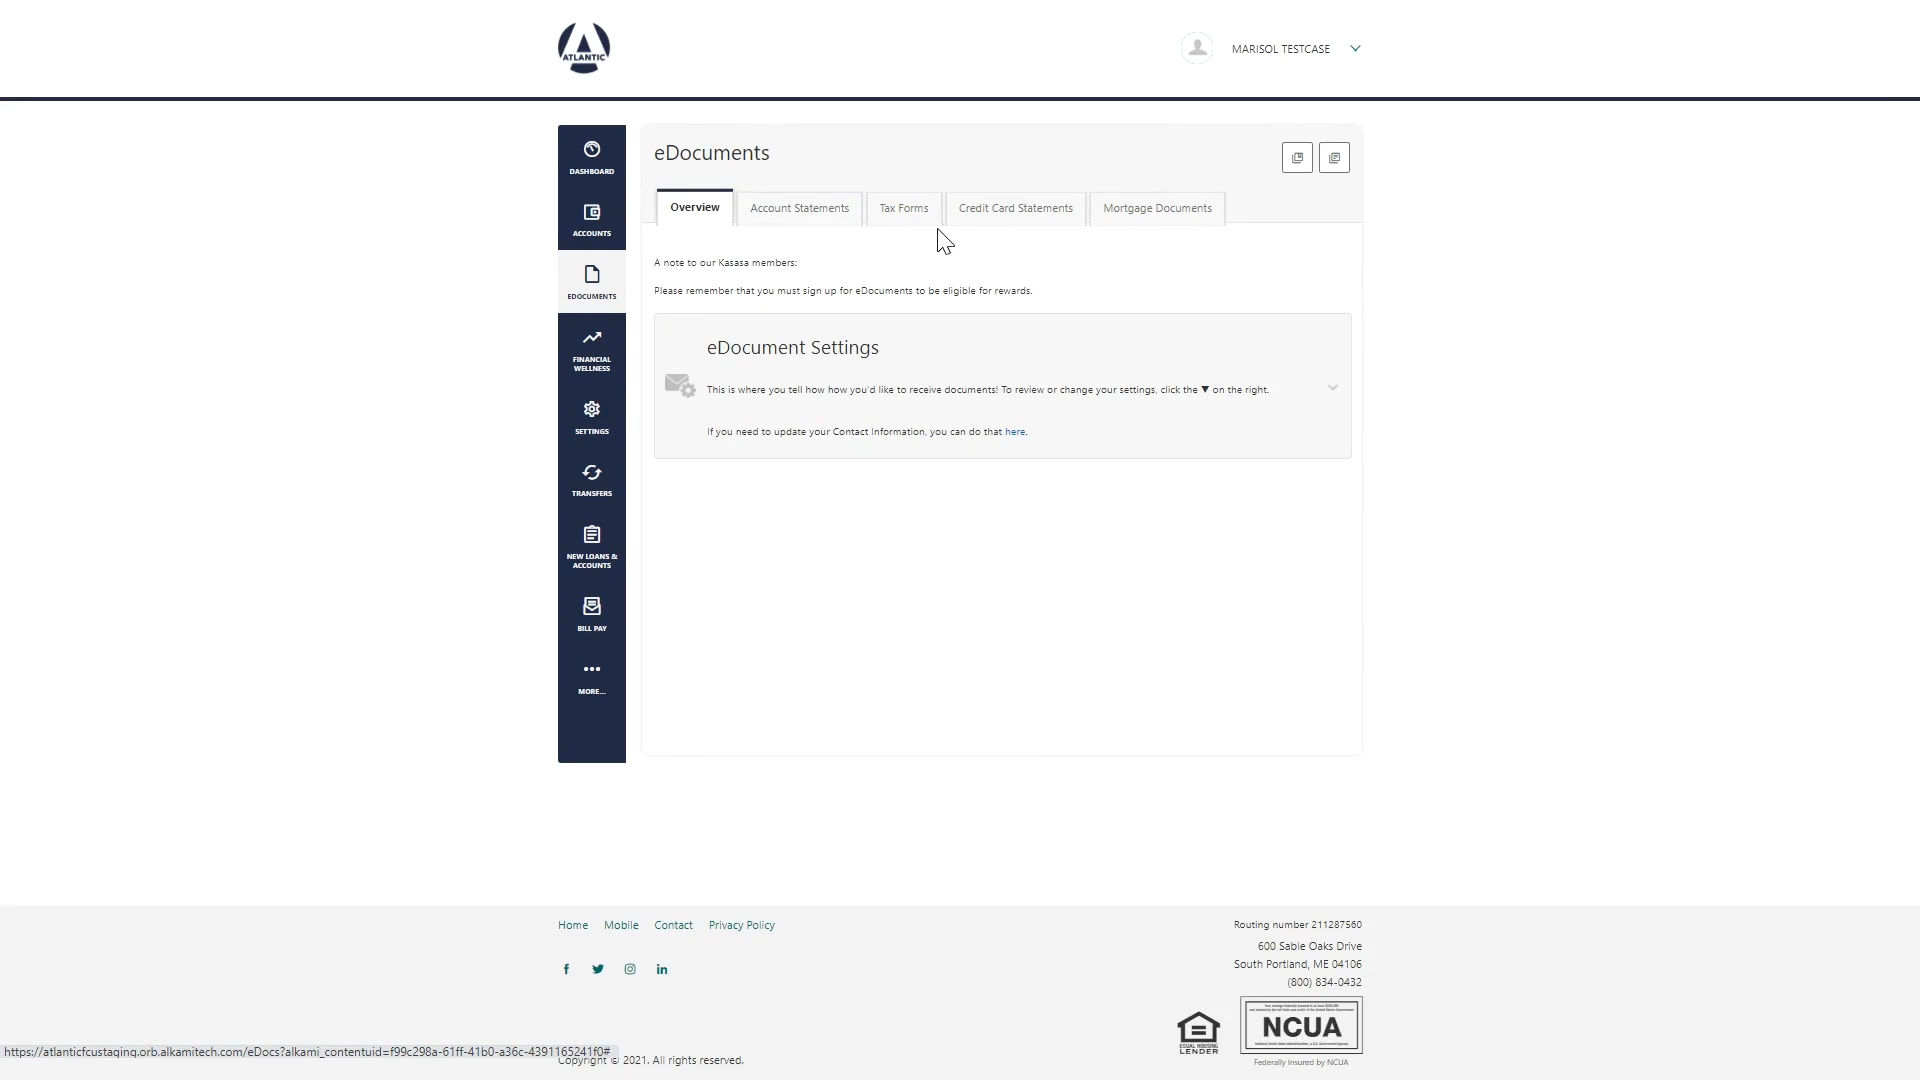 ATLANTIC
MARISOL TESTCASE
DASHBOARD
ACCOUNTS
EDOCUMENTS
FINANCIAL
WELLNESS
SETTINGS
TRANSFERS
NEW LOANS &
ACCOUNTS
BILL PAY
MORE...
eDocuments
Overview
Account Statements
Tax Forms
Credit Card Statements
Mortgage Documents
A note to our Kasasa members:
Please remember that you must sign up for eDocuments to be eligible for rewards.
eDocument Settings
This is where you tell how how you'd like to receive documents! To review or change your settings, click the ▼ on the right.
If you need to update your Contact Information, you can do that here.
Home
Mobile
Contact
Privacy Policy
Routing number 211287560
600 Sable Oaks Drive
South Portland, ME 04106
(800) 834-0432
EQUAL HOUSING
LENDER
NCUA
Federally Insured by NCUA
https://atlanticfcustaging.orb.alkamitech.com/eDocs?alkami_contentuid=f99c298a-61ff-41b0-a36c-4391165241f0#
Copyright © 2021. All rights reserved.